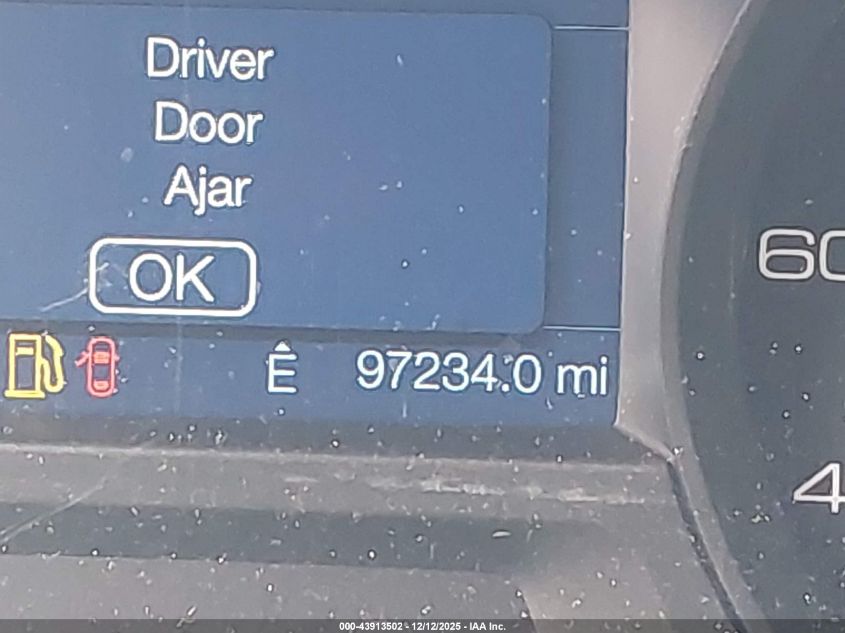 Driver
Door
Ajar
OK
60
Ê 97234.0 mi
4
000-43913502 - 12/12/2025 - IAA Inc.